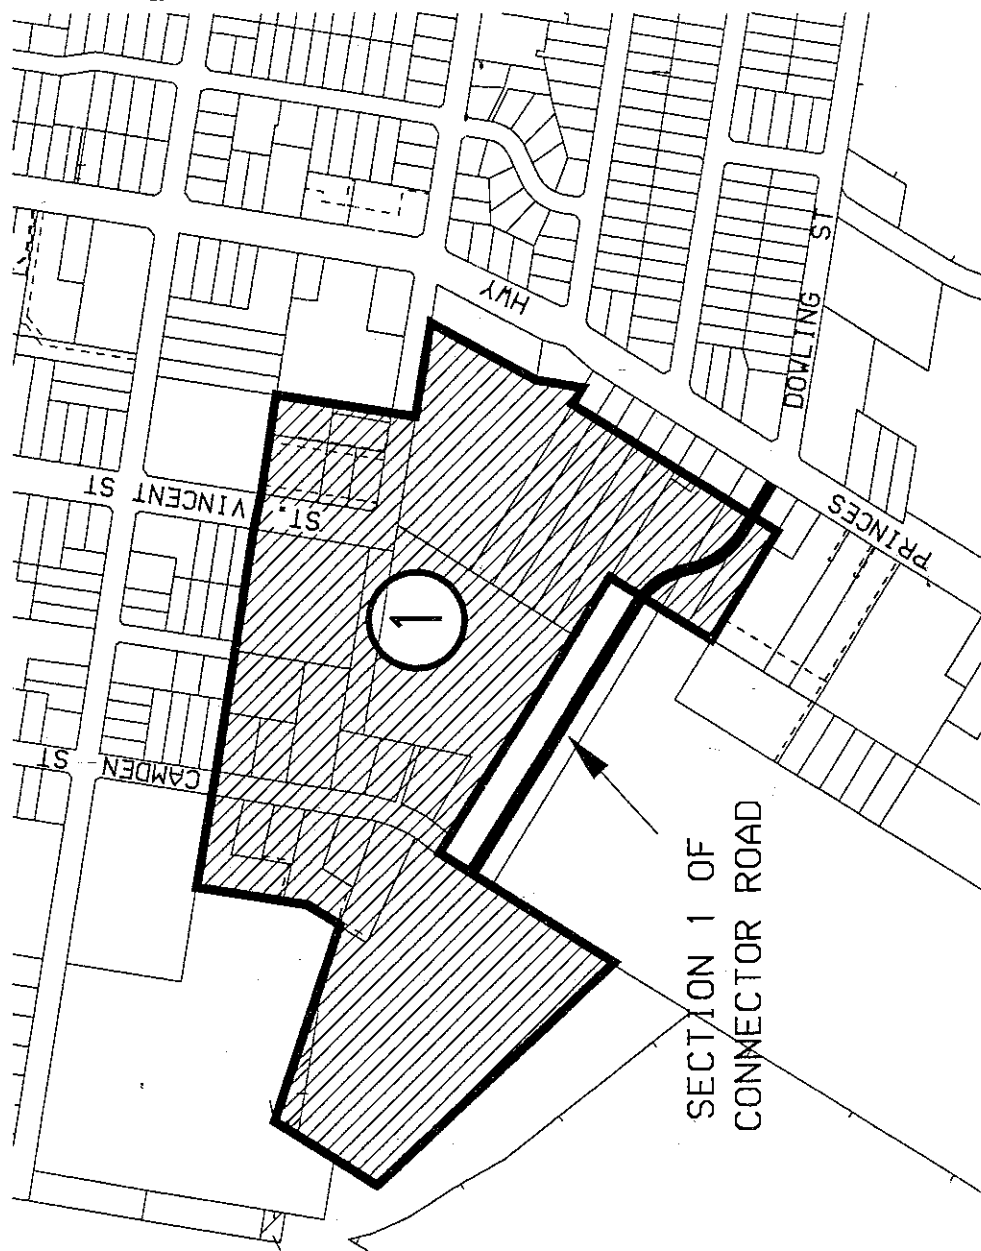 HWY
DOWLING ST
VINCENT ST
ST.
PRINCES
1
CAMDEN ST
SECTION 1 OF
CONNECTOR ROAD